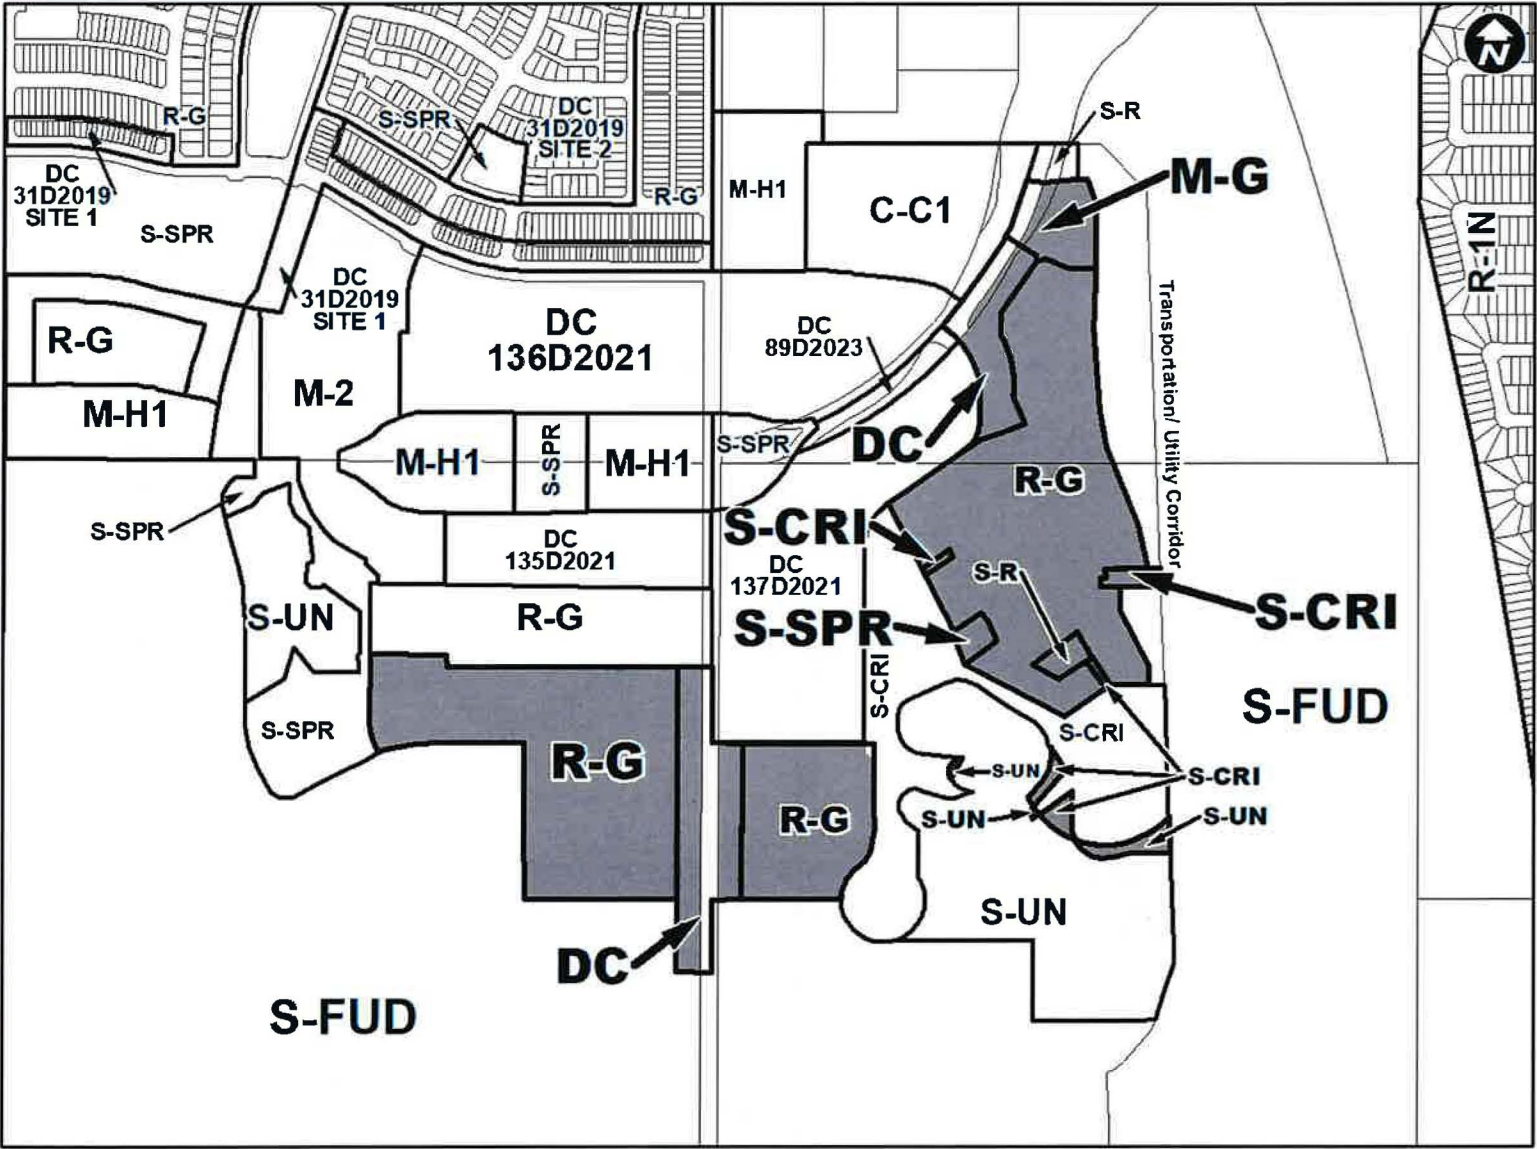 N
R-G
S-SPR
DC
31D2019
SITE 2
S-R
DC
31D2019
SITE 1
M-G
M-H1
R-G
C-C1
S-SPR
R-1N
DC
31D2019
SITE 1
R-G
DC
136D2021
DC
89D2023
Transportation/ Utility Corridor
M-2
M-H1
DC
S-SPR
M-H1
S-SPR
M-H1
R-G
S-SPR
S-CRI
DC
135D2021
DC
137D2021
S-R
S-UN
R-G
S-SPR
S-CRI
S-CRI
S-FUD
S-SPR
S-CRI
R-G
S-UN
S-CRI
R-G
S-UN
S-UN
S-UN
DC
S-FUD